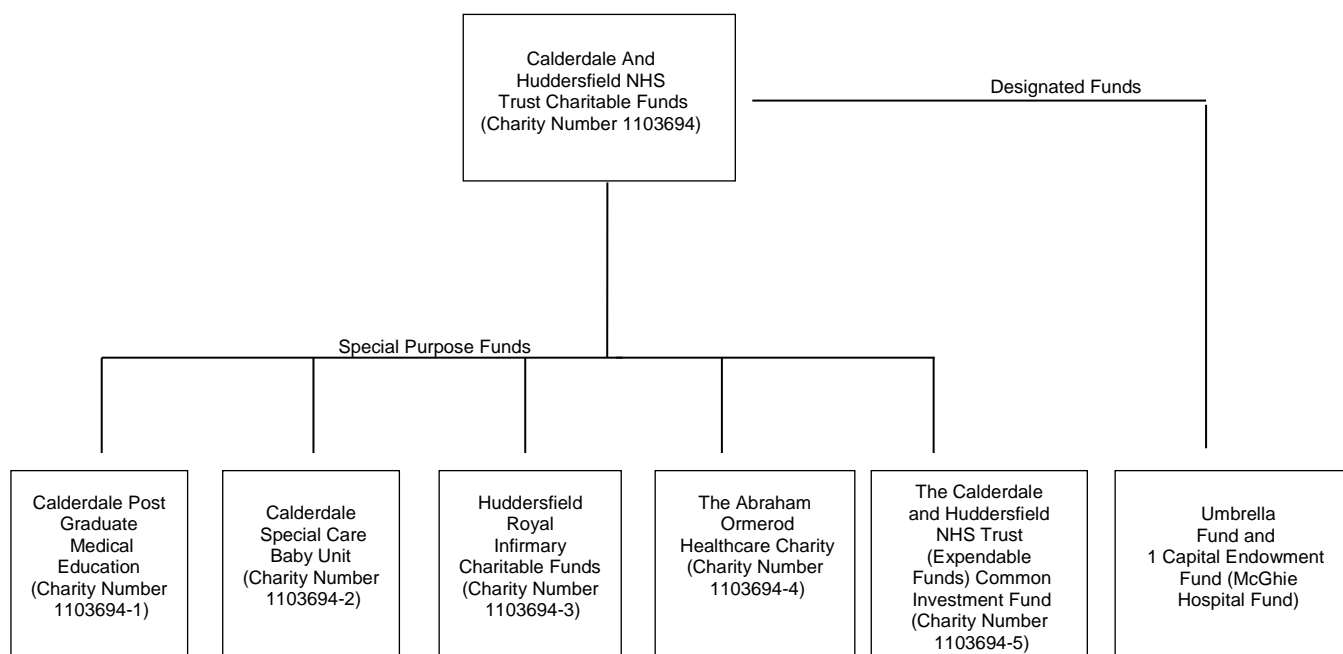 Calderdale And
Huddersfield NHS
Trust Charitable Funds
(Charity Number 1103694)
Designated Funds
Special Purpose Funds
Calderdale Post
Graduate
Medical
Education
(Charity Number
1103694-1)
Calderdale
Special Care
Baby Unit
(Charity Number
1103694-2)
Huddersfield
Royal
Infirmary
Charitable Funds
(Charity Number
1103694-3)
The Abraham
Ormerod
Healthcare Charity
(Charity Number
1103694-4)
The Calderdale
and Huddersfield
NHS Trust
(Expendable
Funds) Common
Investment Fund
(Charity Number
1103694-5)
Umbrella
Fund and
1 Capital Endowment
Fund (McGhie
Hospital Fund)